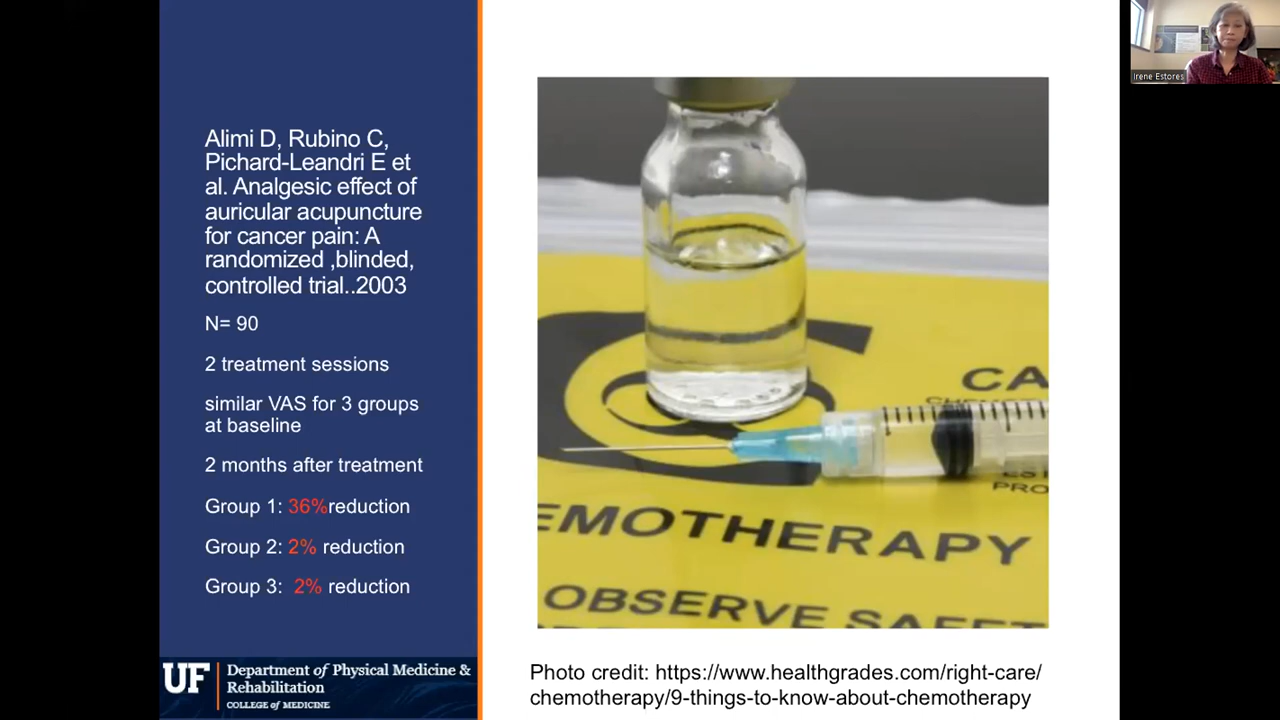 Alimi D, Rubino C,
Pichard-Leandri E et
al. Analgesic effect of
auricular acupuncture
for cancer pain: A
randomized ,blinded,
controlled trial..2003
N= 90
2 treatment sessions
similar VAS for 3 groups
at baseline
2 months after treatment
Group 1: 36%reduction
Group 2: 2% reduction
Group 3: 2% reduction
UF
Department of Physical Medicine &
Rehabilitation
COLLEGE of MEDICINE
CA
EMOTHERAPY
OBSERVE SAFET
PRO
Photo credit: https://www.healthgrades.com/right-care/
chemotherapy/9-things-to-know-about-chemotherapy
Irene Estores